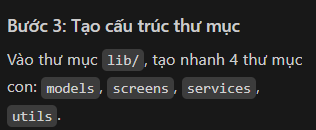 Bước 3: Tạo cấu trúc thư mục
Vào thư mục lib/, tạo nhanh 4 thư mục
con: models, screens, services,
utils.